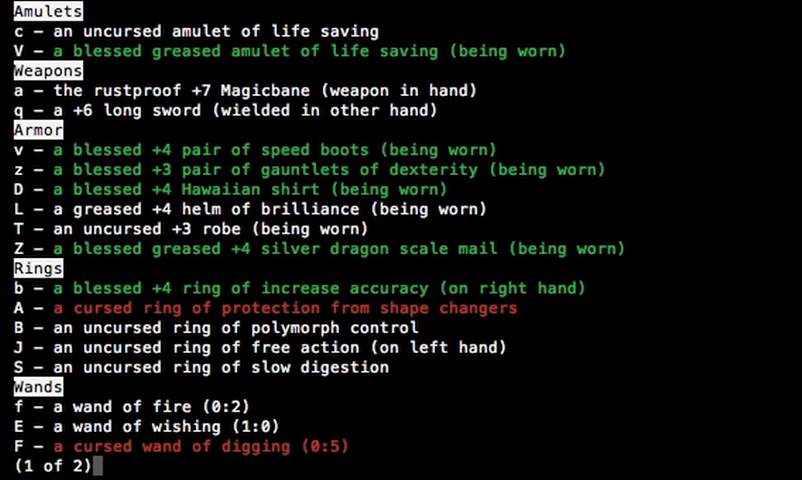 Amulets
c – an uncursed amulet of life saving
V – a blessed greased amulet of life saving (being worn)
Weapons
a – the rustproof +7 Magicbane (weapon in hand)
q – a +6 long sword (wielded in other hand)
Armor
v – a blessed +4 pair of speed boots (being worn)
z – a blessed +3 pair of gauntlets of dexterity (being worn)
D – a blessed +4 Hawaiian shirt (being worn)
L – a greased +4 helm of brilliance (being worn)
T – an uncursed +3 robe (being worn)
Z – a blessed greased +4 silver dragon scale mail (being worn)
Rings
b – a blessed +4 ring of increase accuracy (on right hand)
A – a cursed ring of protection from shape changers
B – an uncursed ring of polymorph control
J – an uncursed ring of free action (on left hand)
S – an uncursed ring of slow digestion
Wands
f – a wand of fire (0:2)
E – a wand of wishing (1:0)
F – a cursed wand of digging (0:5)
(1 of 2)